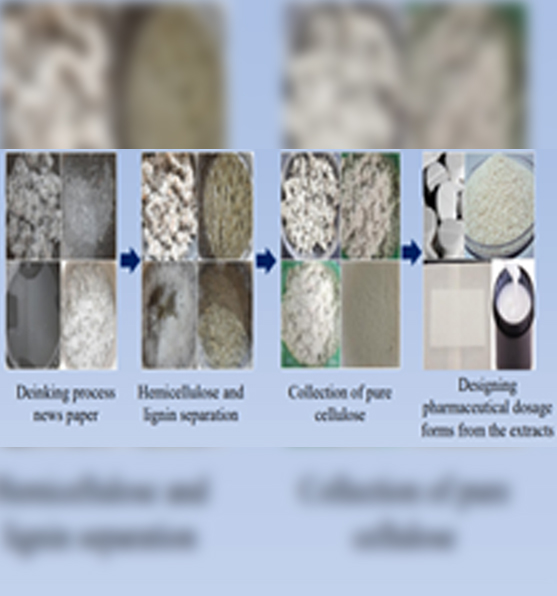 Deinking process
news paper
Hemicellulose and
lignin separation
Collection of pure
cellulose
Designing
pharmaceutical dosage
forms from the extracts
Hemicellulose and
lignin separation
Collection of pure
cellulose